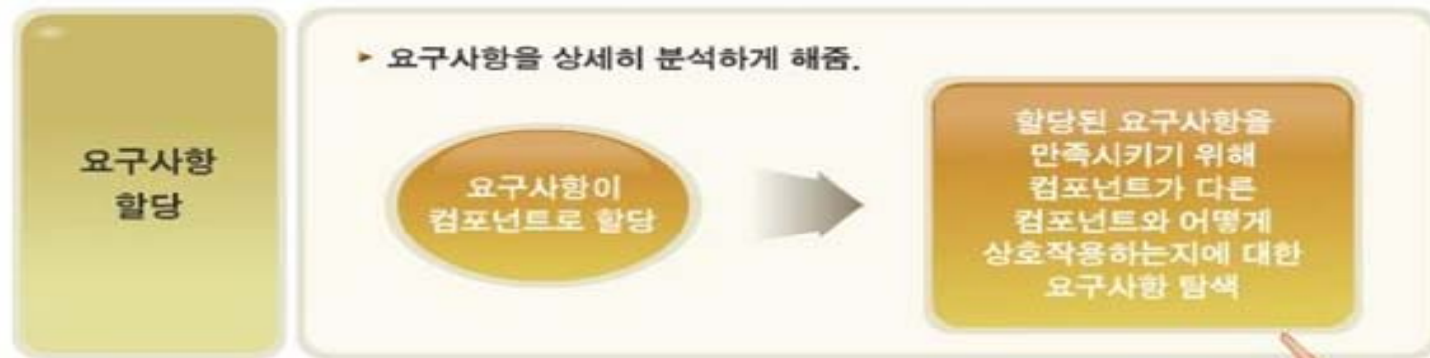 요구사항
할당
▶ 요구사항을 상세히 분석하게 해줌.
요구사항이
컴포넌트로 할당
할당된 요구사항을
만족시키기 위해
컴포넌트가 다른
컴포넌트와 어떻게
상호작용하는지에 대한
요구사항 탐색